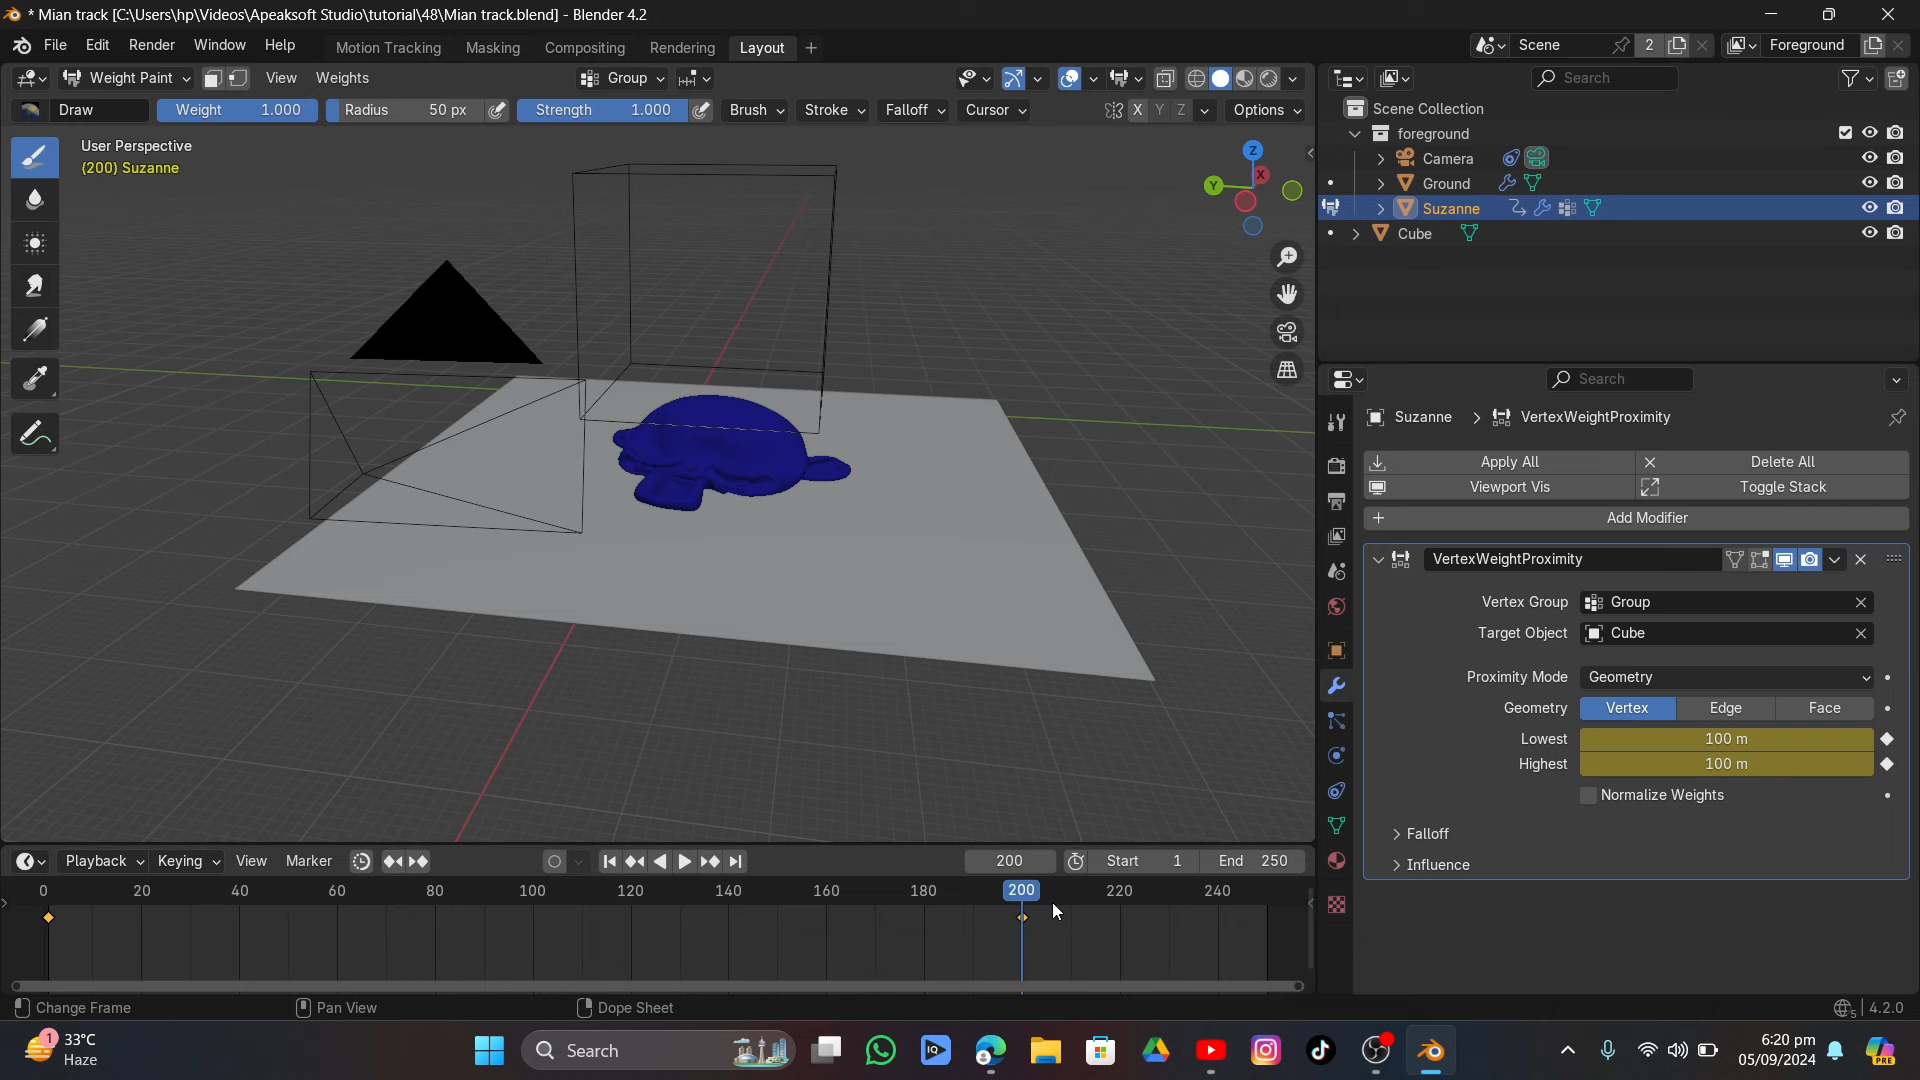 * Mian track [C:\Users\hp\Videos\Apeaksoft Studio\tutorial\48\Mian track.blend] - Blender 4.2
File Edit Render Window Help Motion Tracking Masking Compositing Rendering Layout Scene 2 Foreground
Weight Paint View Weights Group Search
Draw Weight 1.000 Radius 50 px Strength 1.000 Brush Stroke Falloff Cursor X Y Z Options
Scene Collection
foreground
Camera
Ground
Suzanne
Cube
User Perspective
(200) Suzanne
Z
X
Y
Search
Suzanne VertexWeightProximity
Apply All Delete All
Viewport Vis Toggle Stack
Add Modifier
VertexWeightProximity
Vertex Group Group
Target Object Cube
Proximity Mode Geometry
Geometry Vertex Edge Face
Lowest 100 m
Highest 100 m
Normalize Weights
Falloff
Influence
Playback Keying View Marker 200 Start 1 End 250
0 20 40 60 80 100 120 140 160 180 200 220 240
Change Frame Pan View Dope Sheet 5 4.2.0
1 33°C
Haze
Search
IQ
PRE
6:20 pm
05/09/2024